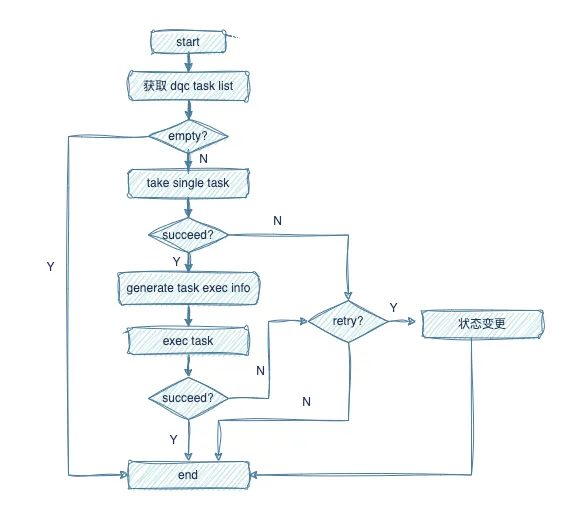 start
获取 dqc task list
empty?
N
take single task
succeed?
N
Y
Y
generate task exec info
retry?
Y
状态变更
exec task
N
succeed?
N
Y
end